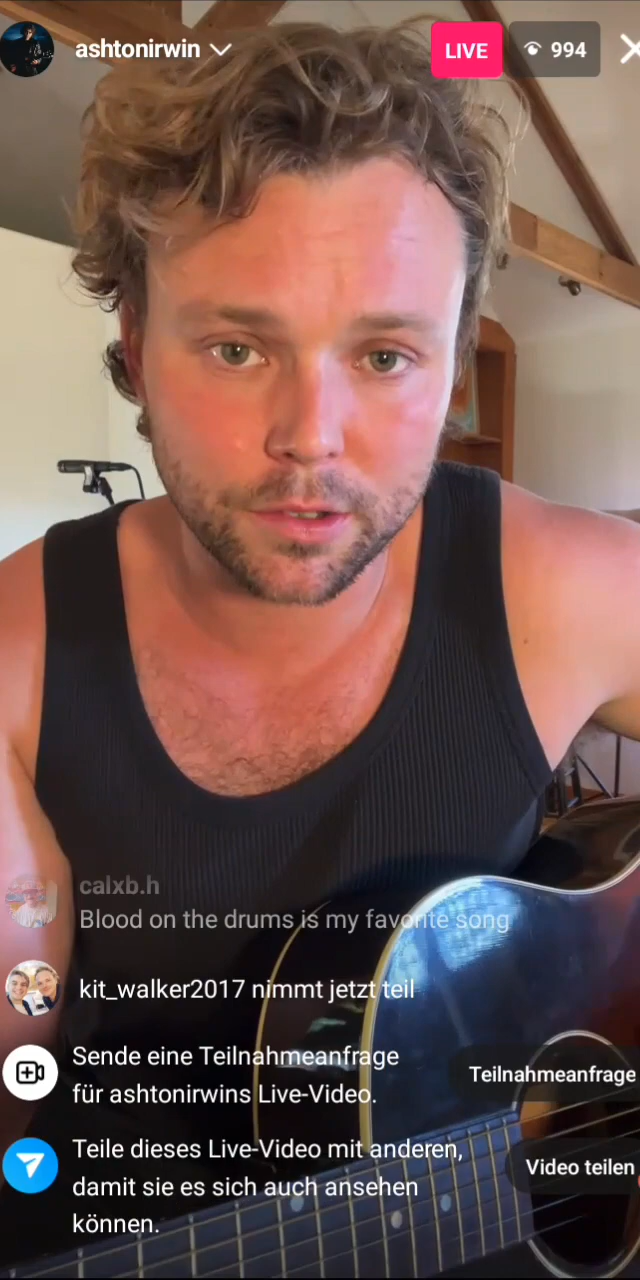 ashtonirwin
LIVE
994
calxb.h
Blood on the drums is my favorite song
kit_walker2017 nimmt jetzt teil
Sende eine Teilnahmeanfrage
für ashtonirwins Live-Video.
Teilnahmeanfrage
Teile dieses Live-Video mit anderen,
damit sie es sich auch ansehen
können.
Video teilen